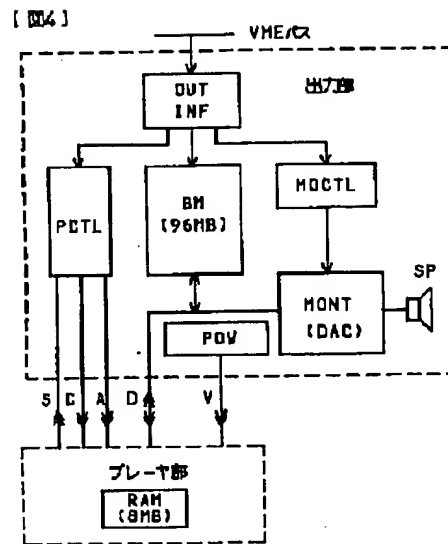 【図4】
VMEバス
OUT
INF
出力部
PCTL
BM
(96MB)
MOCTL
SP
MONT
(DAC)
POW
S C A D V
プレーヤ部
RAM
(8MB)